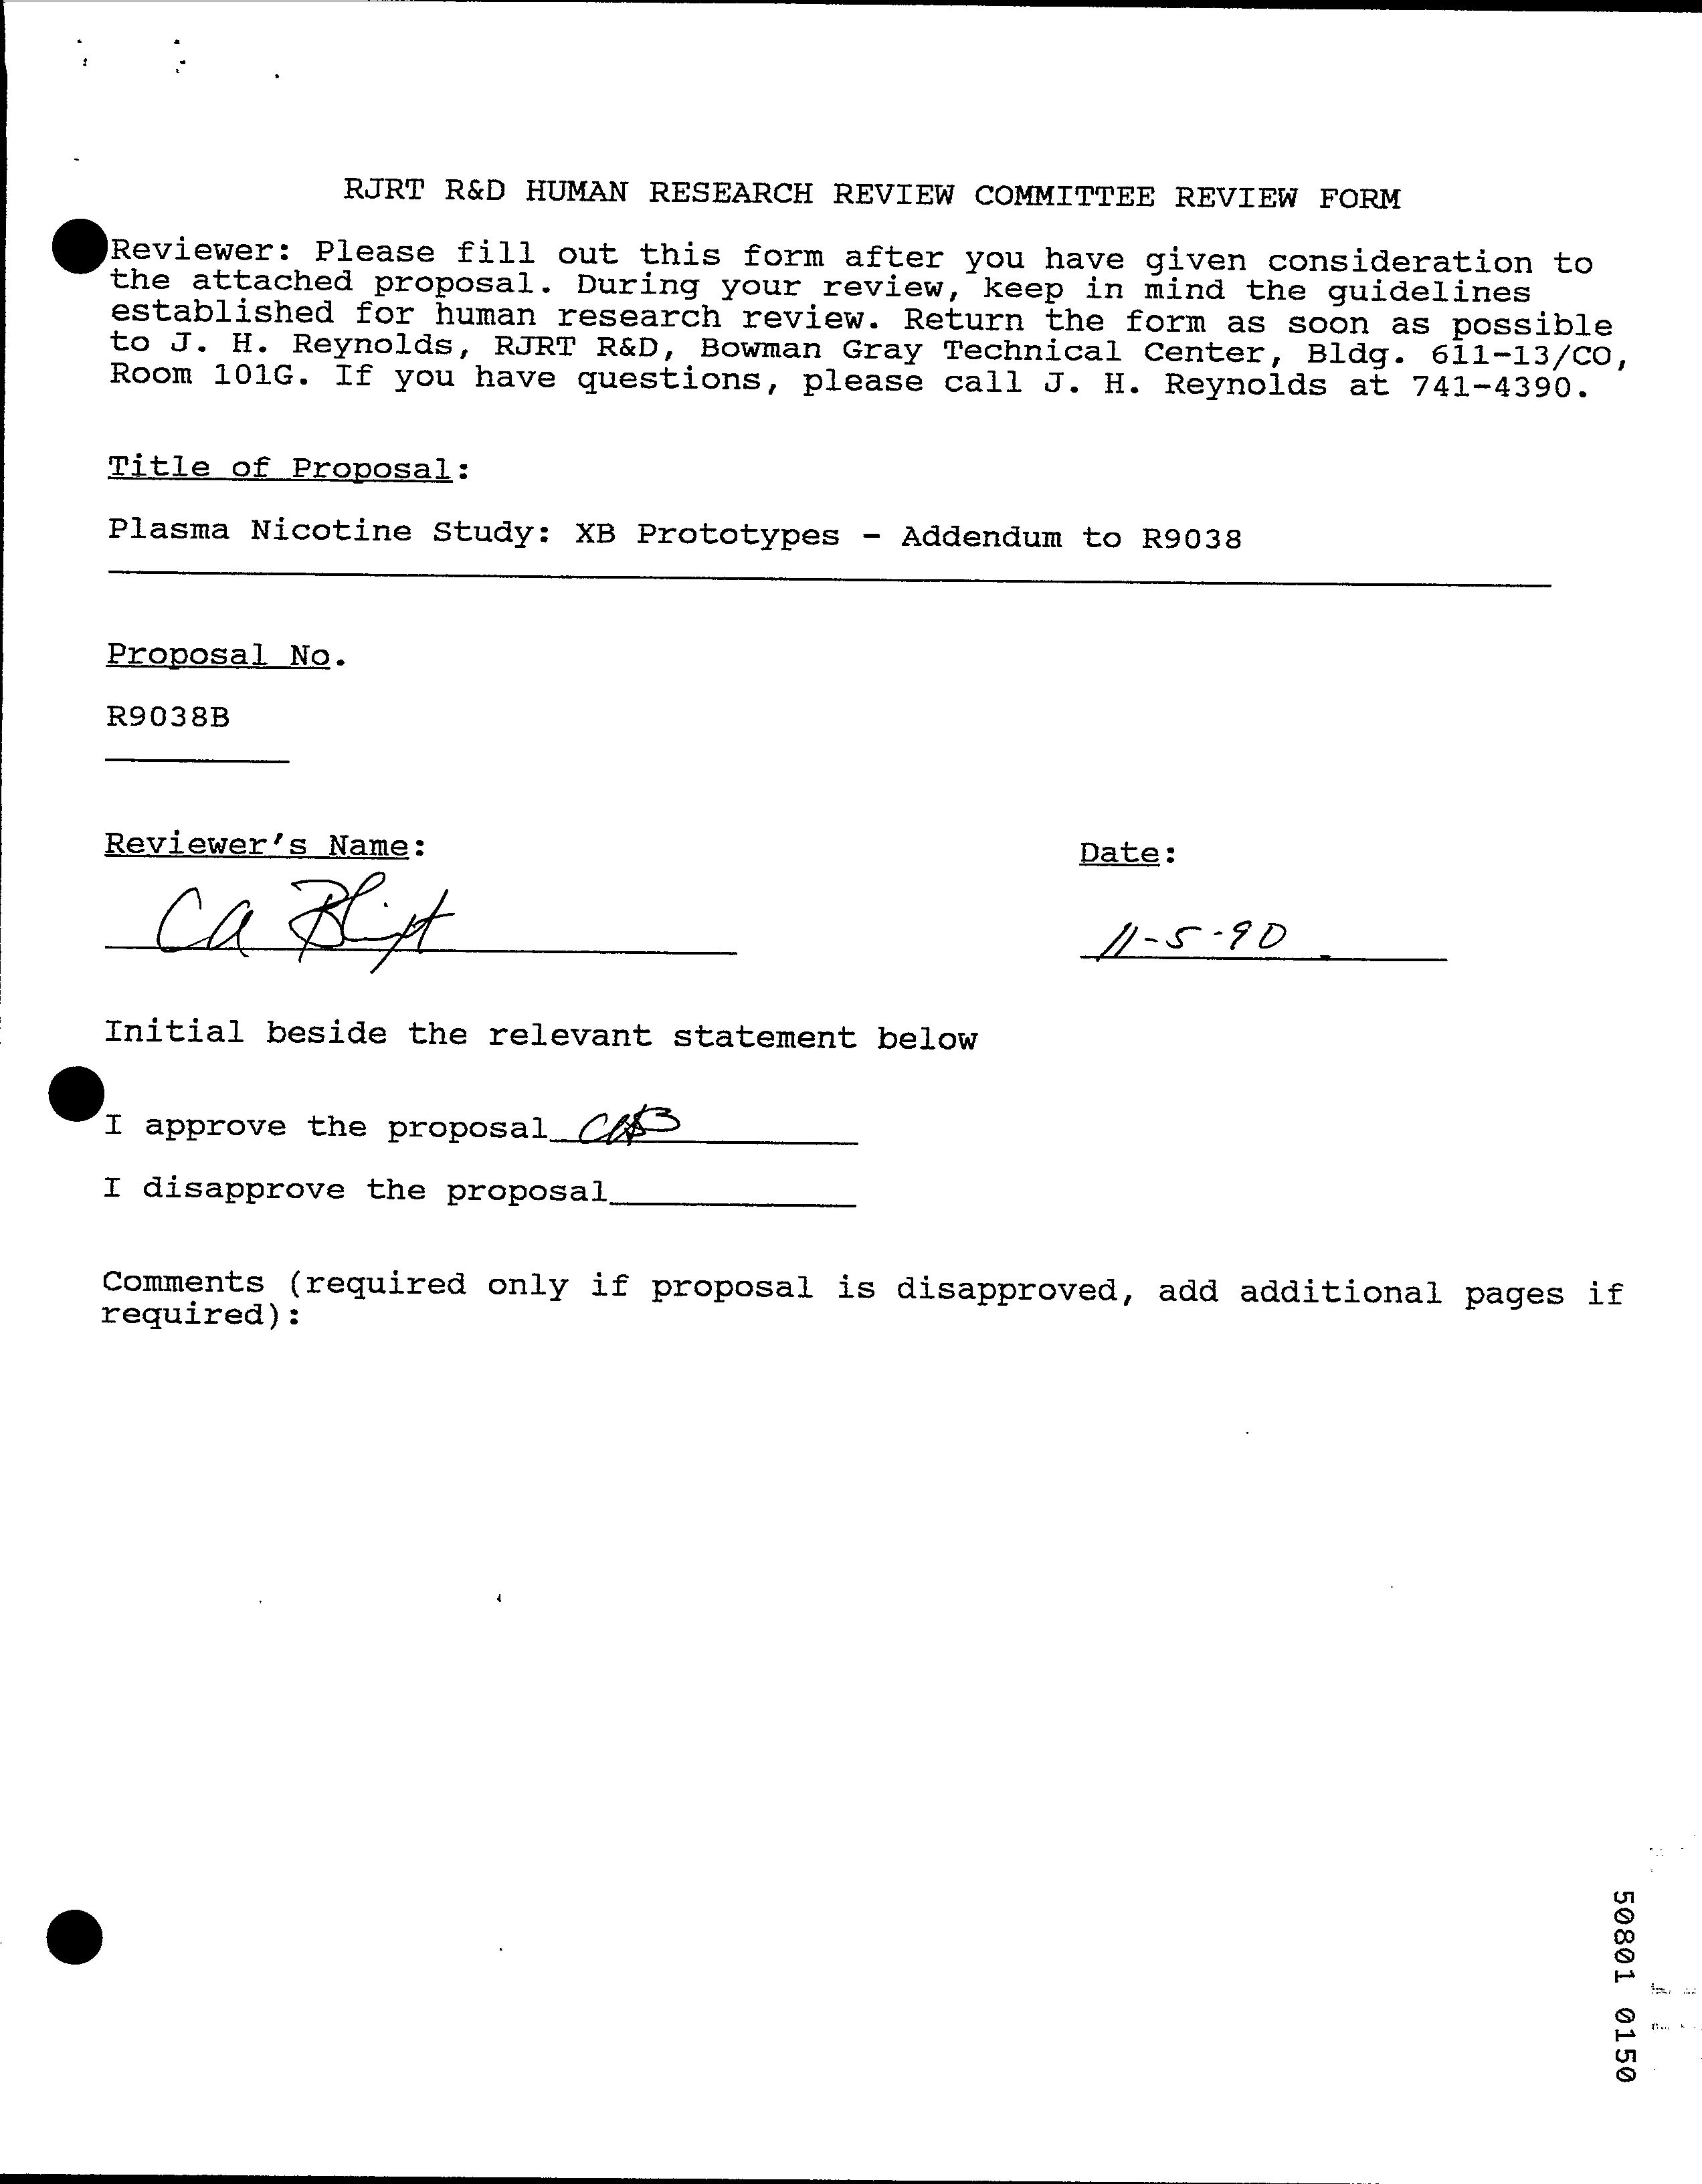 RJRT R&D HUMAN RESEARCH REVIEW COMMITTEE REVIEW FORM
Reviewer: Please fill out this form after you have given consideration to
the attached proposal. During your review, keep in mind the guidelines
established for human research review. Return the form as soon as possible
to J. H. Reynolds, RJRT R&D, Bowman Gray Technical Center, Bldg. 611-13/CO,
Room 101G. If you have questions, please call J. H. Reynolds at 741-4390.
Title of Proposal:
Plasma Nicotine Study: XB Prototypes - Addendum to R9038
Proposal No.
R9038B
Reviewer's Name:
Date:
CA
11-5-90
Initial beside the relevant statement below
I approve the proposal CAB
I disapprove the proposal
Comments (required only if proposal is disapproved, add additional pages if
required):
50801 0150